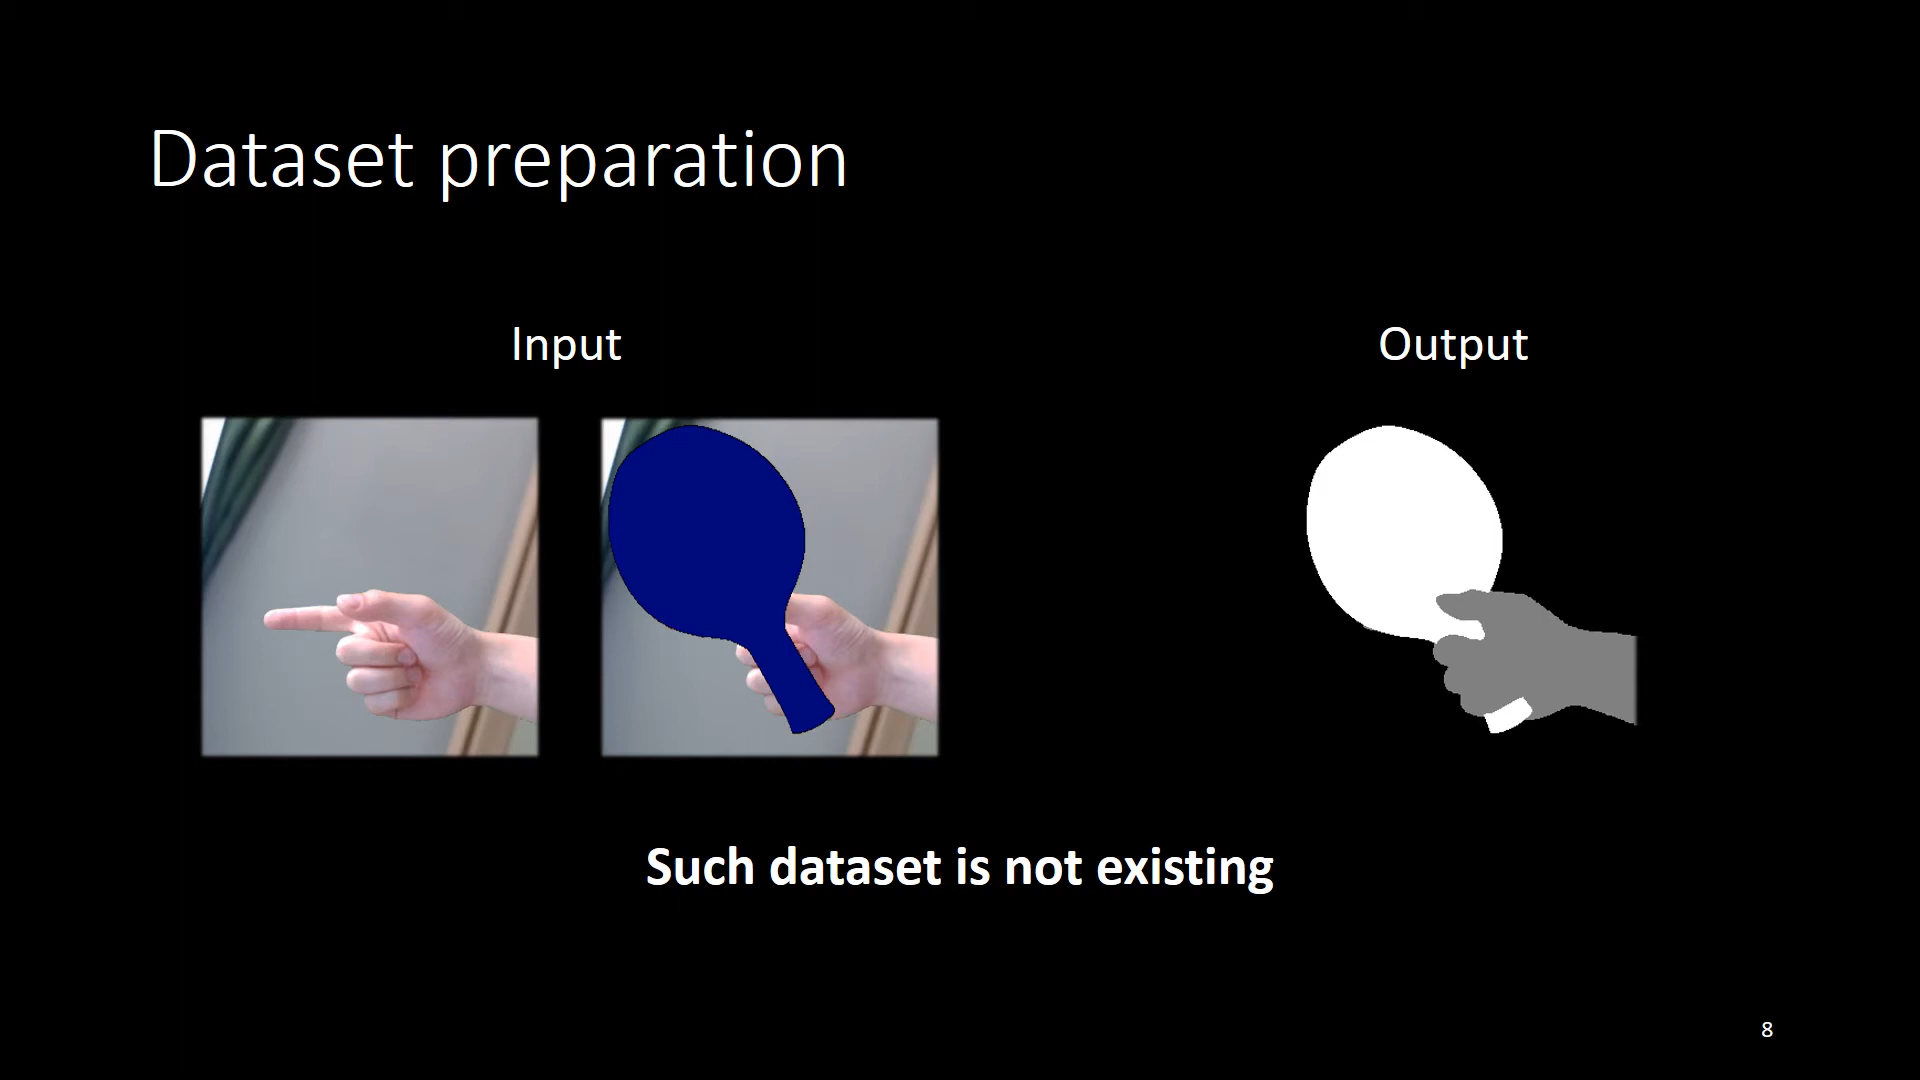 Dataset preparation
Input
Output
Such dataset is not existing
8